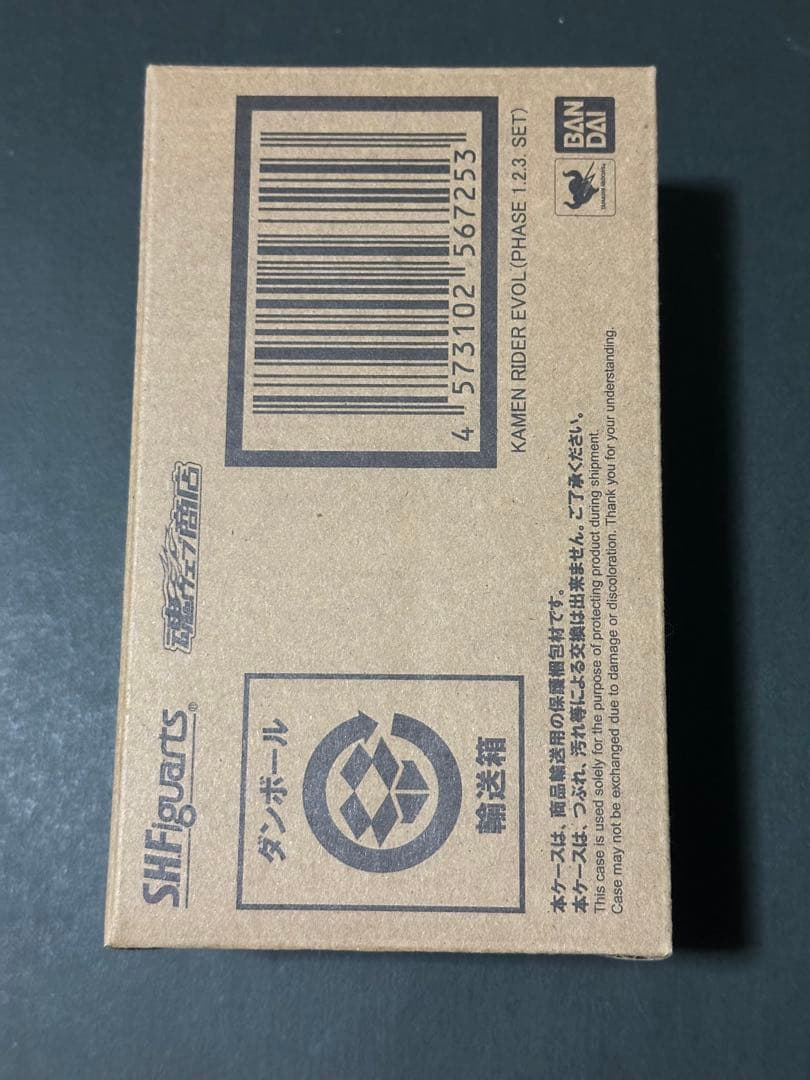 S.H.Figuarts®
魂ウェブ商店
ダンボール
輸送箱
4 573102 567253
KAMEN RIDER EVOL(PHASE 1.2.3. SET)
BAN
DAI
TAMASHII NATIONS
本ケースは、商品輸送用の保護梱包材です。
本ケースは、つぶれ、汚れ等による交換は出来ません。ご了承ください。
This case is used solely for the purpose of protecting product during shipment.
Case may not be exchanged due to damage or discoloration. Thank you for your understanding.